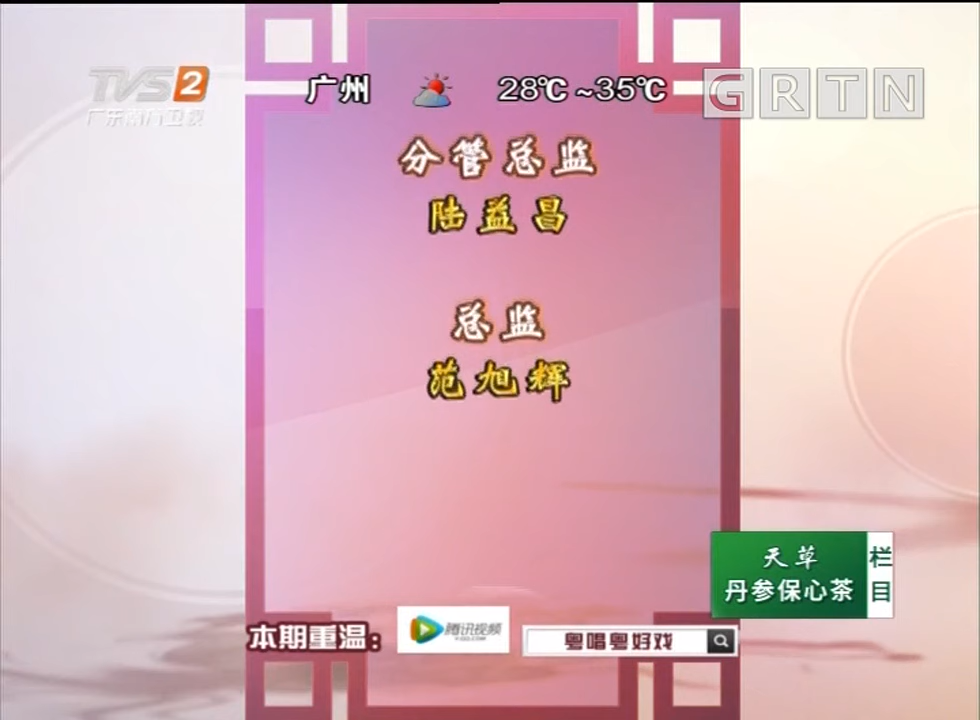 TVS2
广东南方卫视
广州 28℃~35℃
GRTN
分管总监
陆益昌
总监
范旭辉
天草
丹参保心茶
栏目
本期重温：
腾讯视频
粤唱粤好戏